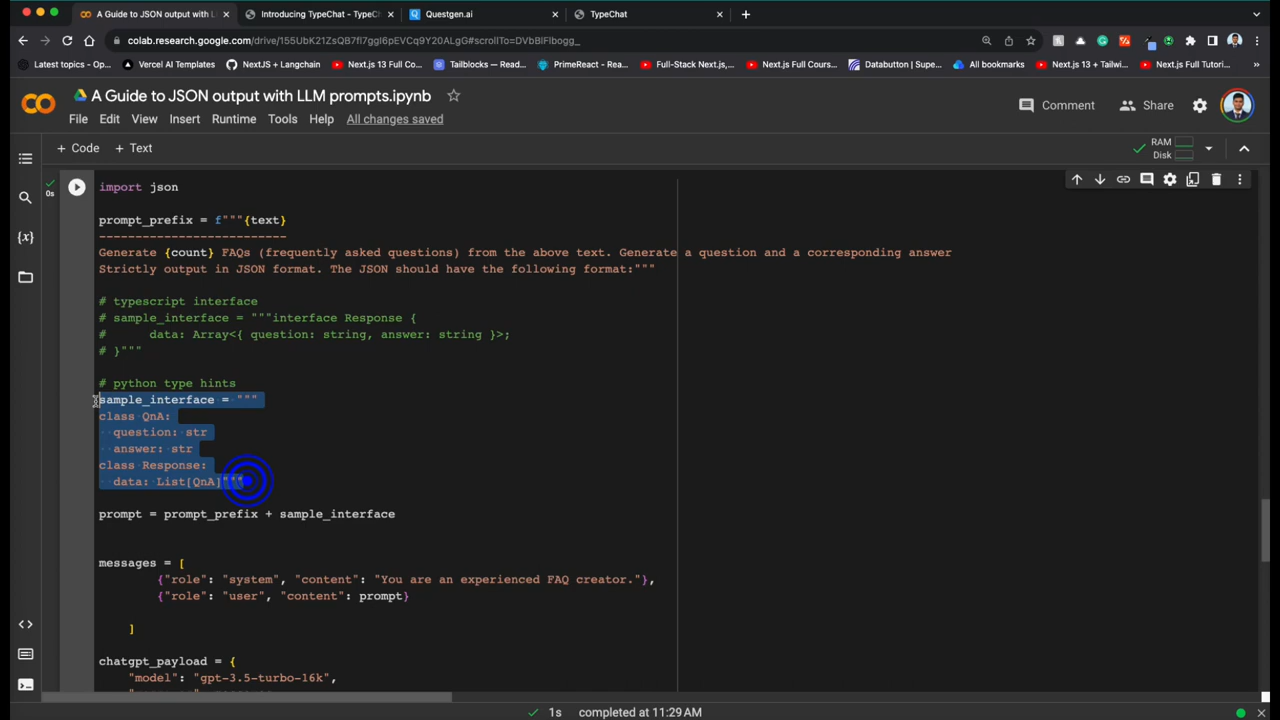 A Guide to JSON output with L
Introducing TypeChat - TypeC
Questgen.ai
TypeChat
colab.research.google.com/drive/155UbK21ZsQB7fl7ggI6pEVCq9Y20ALgG#scrollTo=DVbBlFlbogg_
Latest topics - Op...
Vercel AI Templates
NextJS + Langchain
Next.js 13 Full Co...
Tailblocks — Read...
PrimeReact - Rea...
Full-Stack Next.js,...
Next.js Full Cours...
Databutton | Supe...
All bookmarks
Next.js 13 + Tailwi...
Next.js Full Tutori...
A Guide to JSON output with LLM prompts.ipynb
Comment
Share
File Edit View Insert Runtime Tools Help All changes saved
+ Code + Text
RAM
Disk
0s
import json
prompt_prefix = f"""{text}
--------------------------
Generate {count} FAQs (frequently asked questions) from the above text. Generate a question and a corresponding answer
Strictly output in JSON format. The JSON should have the following format:"""
# typescript interface
# sample_interface = """interface Response {
#      data: Array<{ question: string, answer: string }>;
# }"""
# python type hints
sample_interface = """
class QnA:
  question: str
  answer: str
class Response:
  data: List[QnA]"""
prompt = prompt_prefix + sample_interface
messages = [
{"role": "system", "content": "You are an experienced FAQ creator."},
{"role": "user", "content": prompt}
]
chatgpt_payload = {
"model": "gpt-3.5-turbo-16k",
1s completed at 11:29 AM